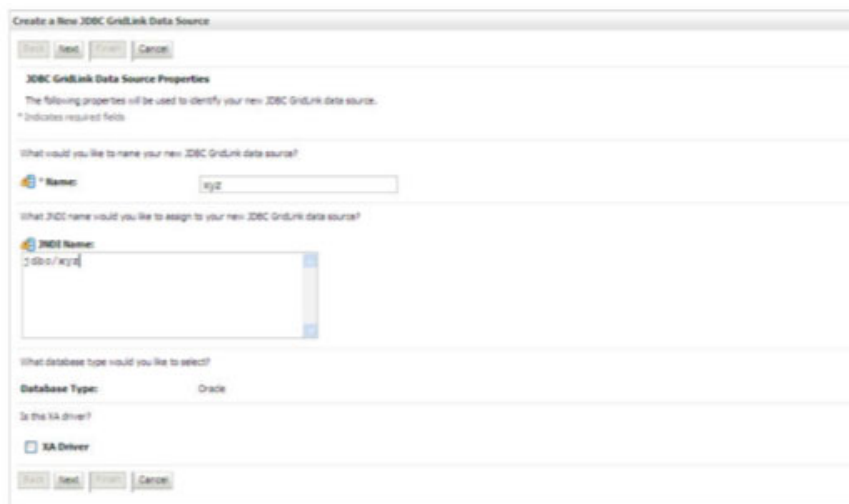 Create a New JDBC GridLink Data Source
Back Next Finish Cancel
JDBC GridLink Data Source Properties
The following properties will be used to identify your new JDBC GridLink data source.
* Indicates required fields
What would you like to name your new JDBC GridLink data source?
* Name: xyz
What JNDI name would you like to assign to your new JDBC GridLink data source?
JNDI Name:
jdbc/xyz
What database type would you like to select?
Database Type: Oracle
Is this XA driver?
XA Driver
Back Next Finish Cancel